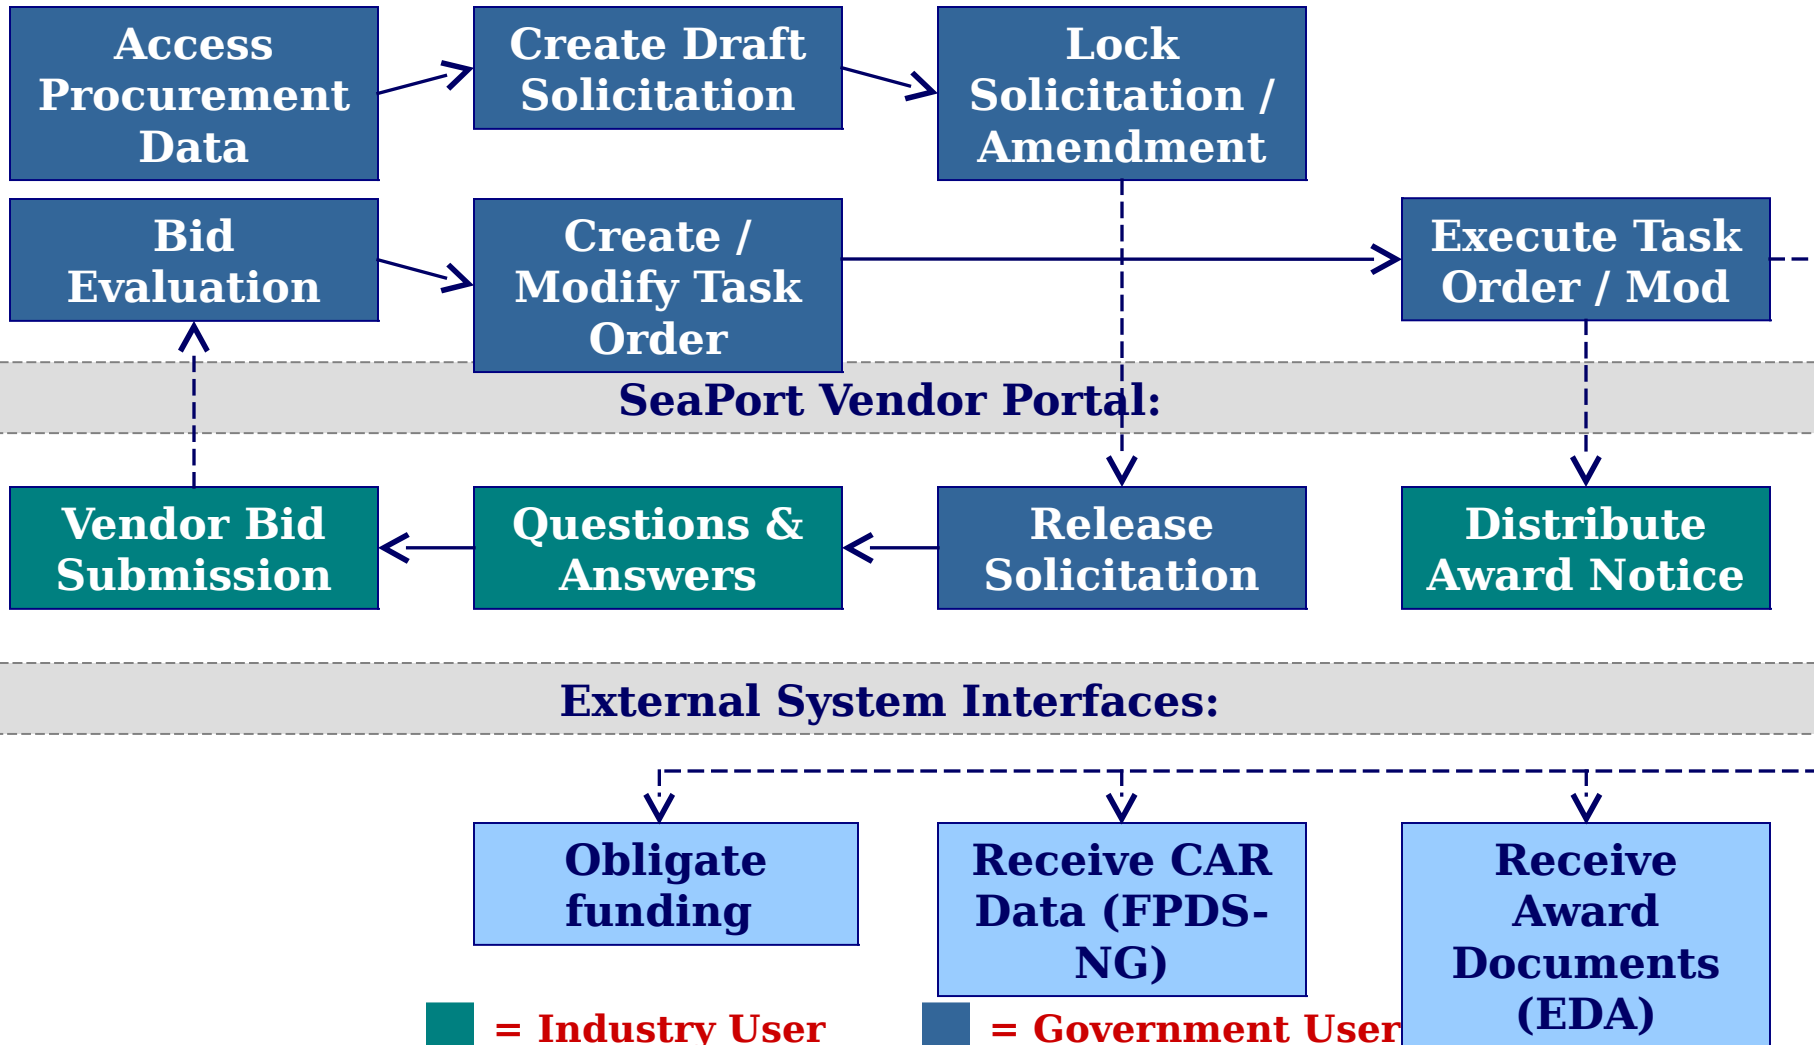 Access
Procurement
Data
Create Draft
Solicitation
Lock
Solicitation /
Amendment
Bid
Evaluation
Create /
Modify Task
Order
Execute Task
Order / Mod
SeaPort Vendor Portal:
Vendor Bid
Submission
Questions &
Answers
Release
Solicitation
Distribute
Award Notice
External System Interfaces:
Obligate
funding
Receive CAR
Data (FPDS-
NG)
Receive
Award
Documents
(EDA)
= Industry User
= Government User